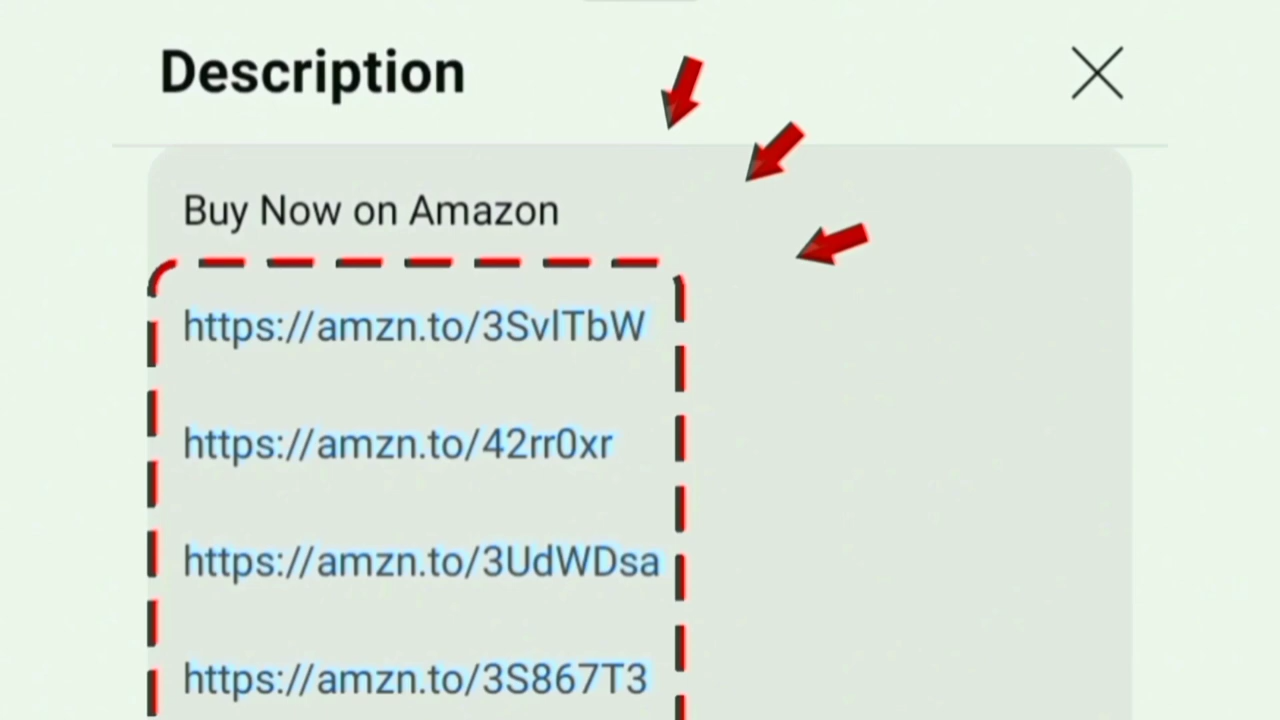 Description
Buy Now on Amazon
https://amzn.to/3SvlTbW
https://amzn.to/42rr0xr
https://amzn.to/3UdWDsa
https://amzn.to/3S867T3